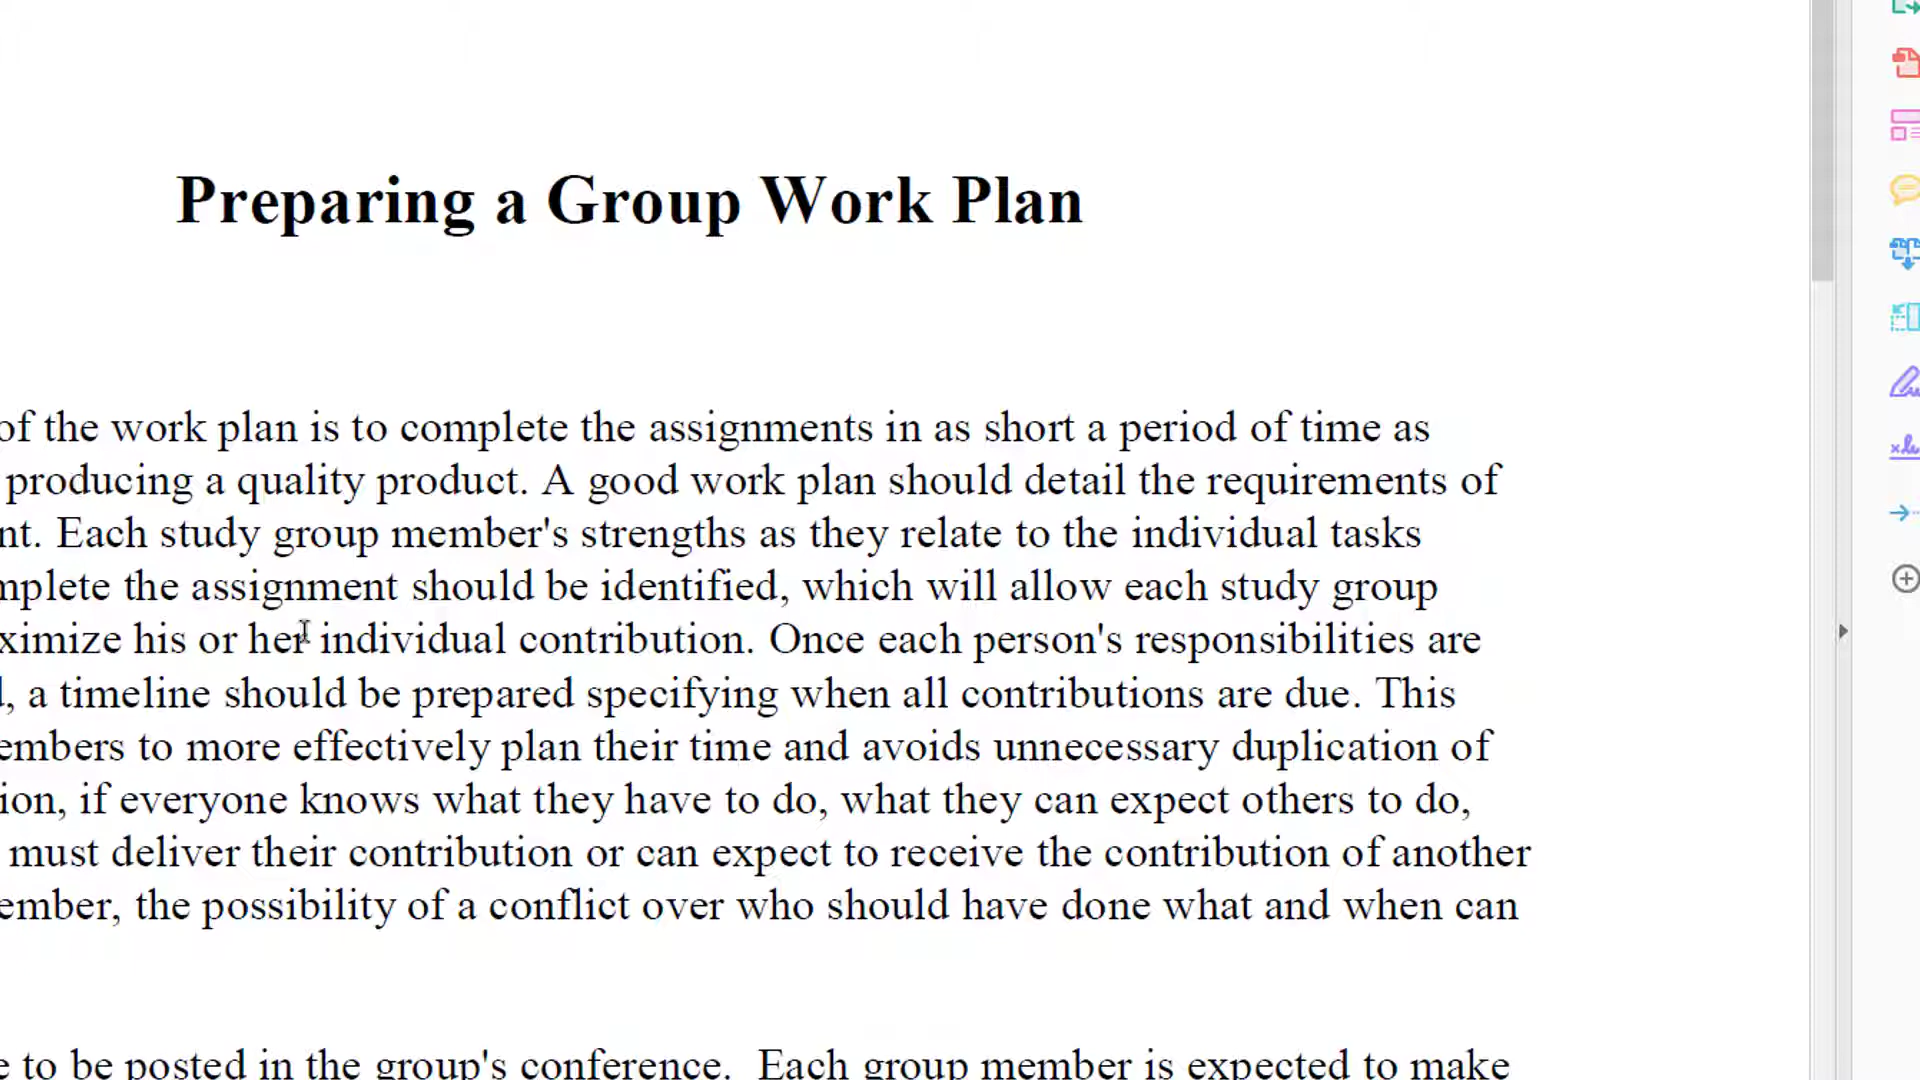 Preparing a Group Work Plan
of the work plan is to complete the assignments in as short a period of time as
producing a quality product. A good work plan should detail the requirements of
nt. Each study group member's strengths as they relate to the individual tasks
mplete the assignment should be identified, which will allow each study group
ximize his or her individual contribution. Once each person's responsibilities are
, a timeline should be prepared specifying when all contributions are due. This
embers to more effectively plan their time and avoids unnecessary duplication of
ion, if everyone knows what they have to do, what they can expect others to do,
must deliver their contribution or can expect to receive the contribution of another
ember, the possibility of a conflict over who should have done what and when can
e to be posted in the group's conference. Each group member is expected to make